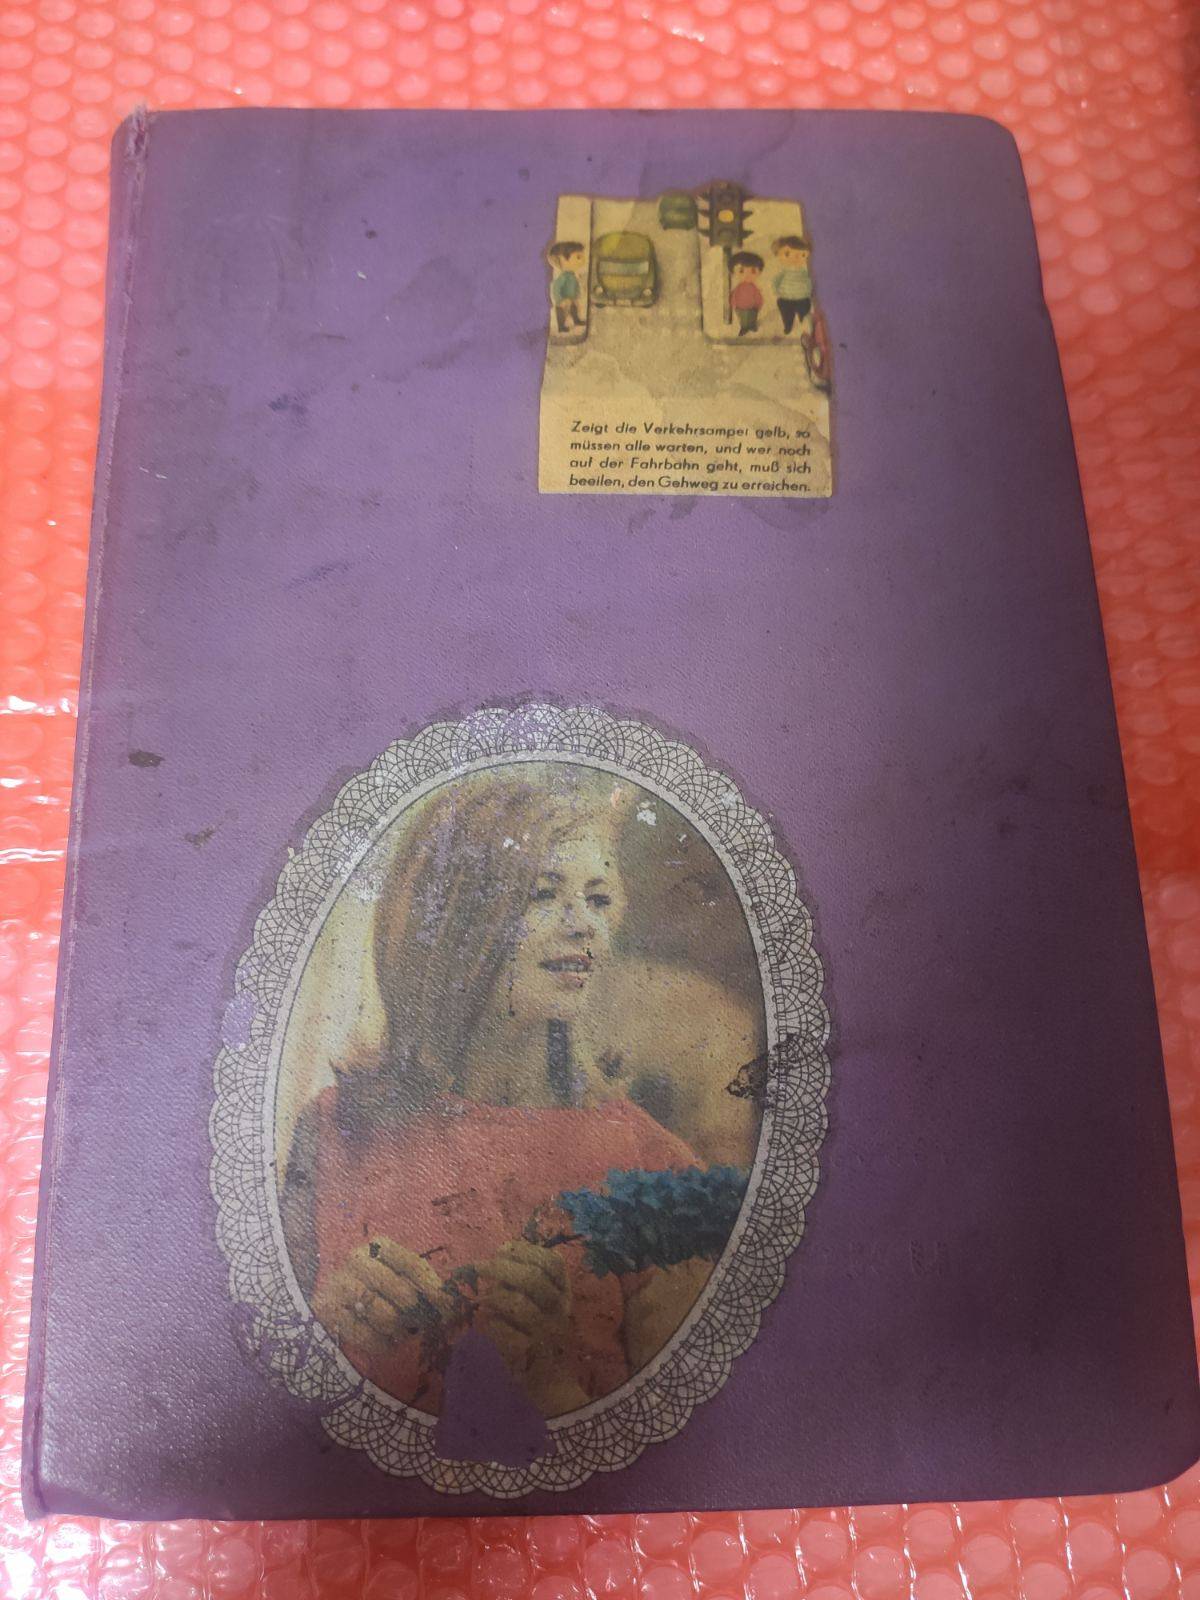 Zeigt die Verkehrsampel gelb, so
müssen alle warten, und wer noch
auf der Fahrbahn geht, muß sich
beeilen, den Gehweg zu erreichen.